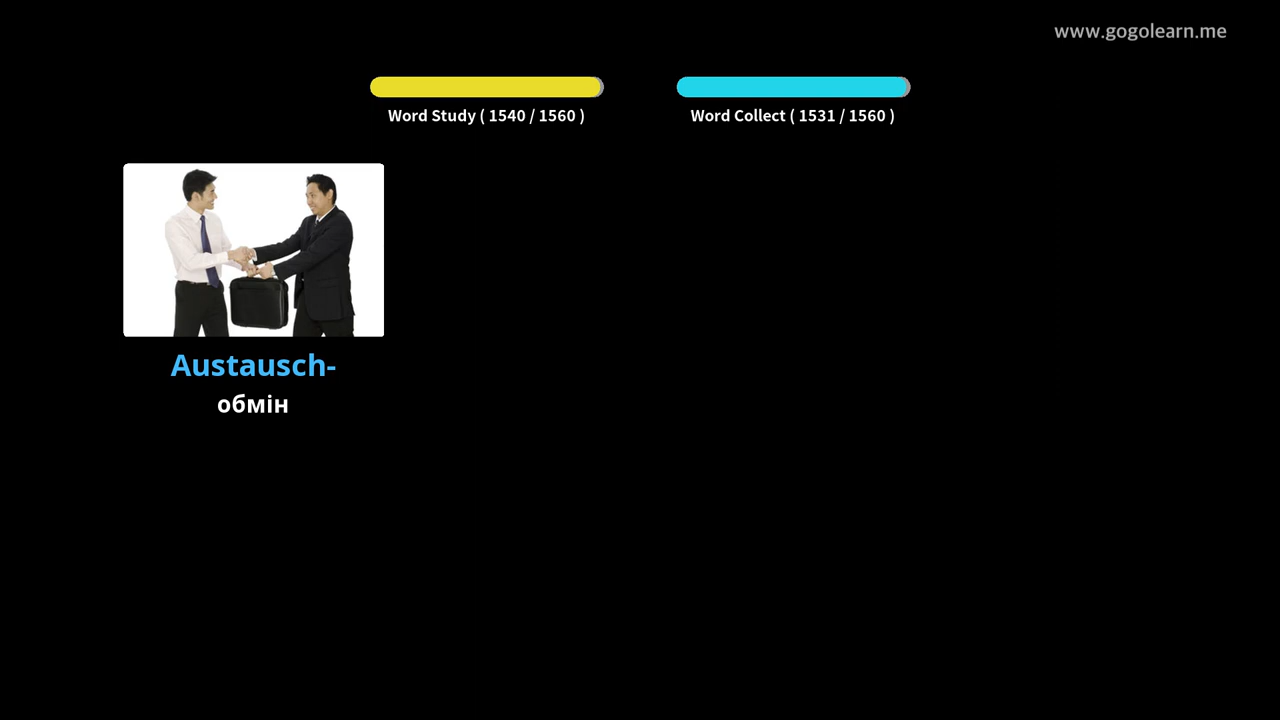 www.gogolearn.me
Word Study ( 1540 / 1560 )
Word Collect ( 1531 / 1560 )
Austausch-
обмін